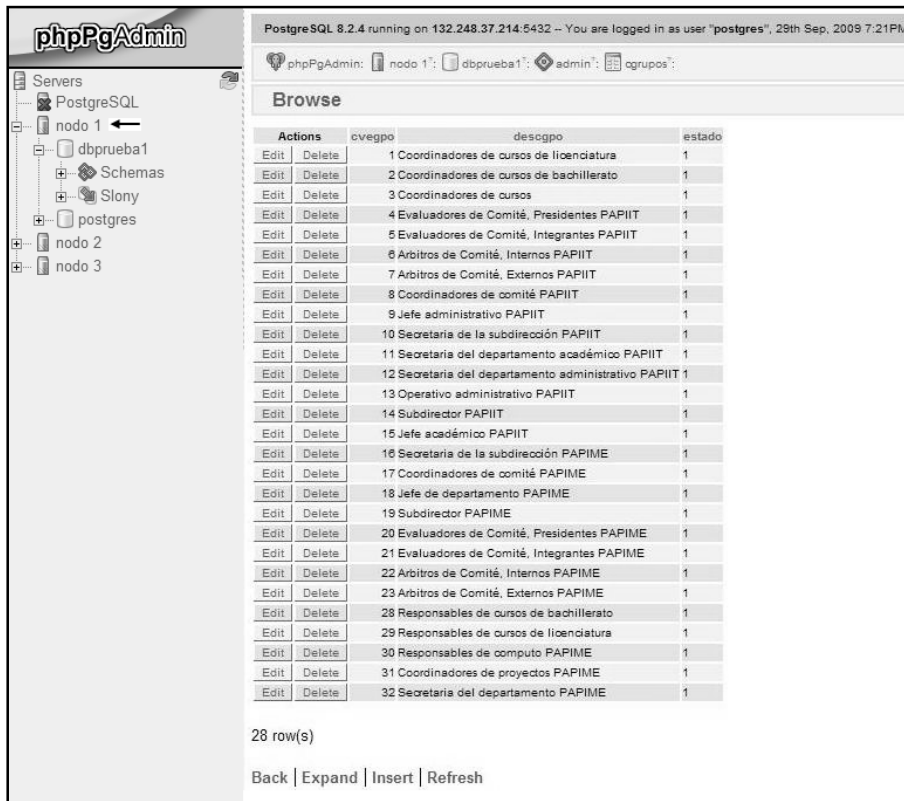 phpPgAdmin
Servers
PostgreSQL
nodo 1
dbprueba1
Schemas
Slony
postgres
nodo 2
nodo 3
PostgreSQL 8.2.4 running on 132.248.37.214:5432 -- You are logged in as user "postgres", 29th Sep, 2009 7:21PM
phpPgAdmin: nodo 1?: dbprueba1?: admin?: cgrupos?:
Browse
Actions cvegpo descgpo estado
Edit Delete 1 Coordinadores de cursos de licenciatura 1
Edit Delete 2 Coordinadores de cursos de bachillerato 1
Edit Delete 3 Coordinadores de cursos 1
Edit Delete 4 Evaluadores de Comité, Presidentes PAPIIT 1
Edit Delete 5 Evaluadores de Comité, Integrantes PAPIIT 1
Edit Delete 6 Arbitros de Comité, Internos PAPIIT 1
Edit Delete 7 Arbitros de Comité, Externos PAPIIT 1
Edit Delete 8 Coordinadores de comité PAPIIT 1
Edit Delete 9 Jefe administrativo PAPIIT 1
Edit Delete 10 Secretaria de la subdirección PAPIIT 1
Edit Delete 11 Secretaria del departamento académico PAPIIT 1
Edit Delete 12 Secretaria del departamento administrativo PAPIIT 1
Edit Delete 13 Operativo administrativo PAPIIT 1
Edit Delete 14 Subdirector PAPIIT 1
Edit Delete 15 Jefe académico PAPIIT 1
Edit Delete 16 Secretaria de la subdirección PAPIME 1
Edit Delete 17 Coordinadores de comité PAPIME 1
Edit Delete 18 Jefe de departamento PAPIME 1
Edit Delete 19 Subdirector PAPIME 1
Edit Delete 20 Evaluadores de Comité, Presidentes PAPIME 1
Edit Delete 21 Evaluadores de Comité, Integrantes PAPIME 1
Edit Delete 22 Arbitros de Comité, Internos PAPIME 1
Edit Delete 23 Arbitros de Comité, Externos PAPIME 1
Edit Delete 28 Responsables de cursos de bachillerato 1
Edit Delete 29 Responsables de cursos de licenciatura 1
Edit Delete 30 Responsables de computo PAPIME 1
Edit Delete 31 Coordinadores de proyectos PAPIME 1
Edit Delete 32 Secretaria del departamento PAPIME 1
28 row(s)
Back | Expand | Insert | Refresh